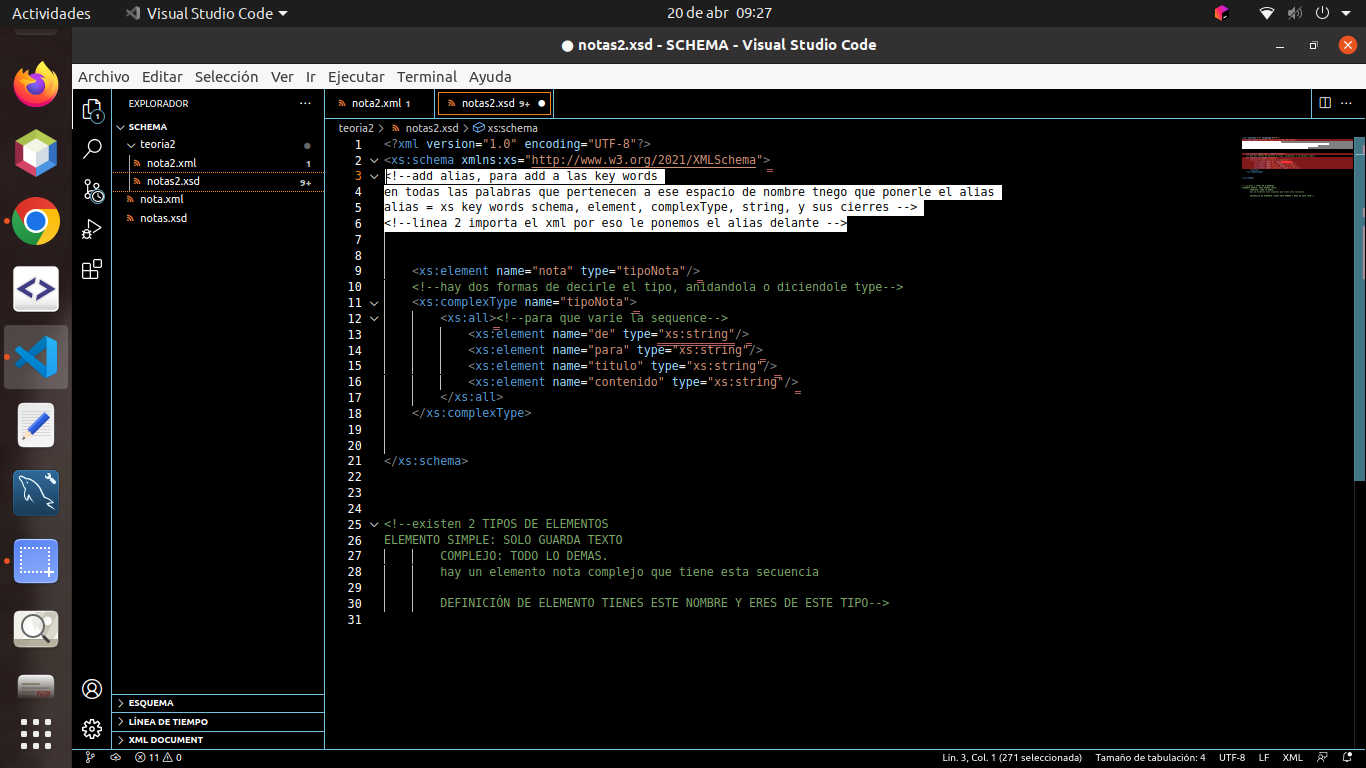 Actividades
Visual Studio Code
20 de abr 09:27
notas2.xsd - SCHEMA - Visual Studio Code
Archivo Editar Selección Ver Ir Ejecutar Terminal Ayuda
EXPLORADOR
SCHEMA
teoria2
nota2.xml 1
notas2.xsd 9+
nota.xml
notas.xsd
ESQUEMA
LÍNEA DE TIEMPO
XML DOCUMENT
1
nota2.xml 1
notas2.xsd 9+
teoria2 > notas2.xsd > xs:schema
1 <?xml version="1.0" encoding="UTF-8"?>
2 <xs:schema xmlns:xs="http://www.w3.org/2021/XMLSchema">
3 <!--add alias, para add a las key words
4 en todas las palabras que pertenecen a ese espacio de nombre tnego que ponerle el alias
5 alias = xs key words schema, element, complexType, string, y sus cierres -->
6 <!--linea 2 importa el xml por eso le ponemos el alias delante -->
7
8
9 <xs:element name="nota" type="tipoNota"/>
10 <!--hay dos formas de decirle el tipo, anidandola o diciendole type-->
11 <xs:complexType name="tipoNota">
12 <xs:all><!--para que varie la sequence-->
13 <xs:element name="de" type="xs:string"/>
14 <xs:element name="para" type="xs:string"/>
15 <xs:element name="titulo" type="xs:string"/>
16 <xs:element name="contenido" type="xs:string"/>
17 </xs:all>
18 </xs:complexType>
19
20
21 </xs:schema>
22
23
24
25 <!--existen 2 TIPOS DE ELEMENTOS
26 ELEMENTO SIMPLE: SOLO GUARDA TEXTO
27 COMPLEJO: TODO LO DEMAS.
28 hay un elemento nota complejo que tiene esta secuencia
29
30 DEFINICIÓN DE ELEMENTO TIENES ESTE NOMBRE Y ERES DE ESTE TIPO-->
31
11 0
Lín. 3, Col. 1 (271 seleccionada) Tamaño de tabulación: 4 UTF-8 LF XML